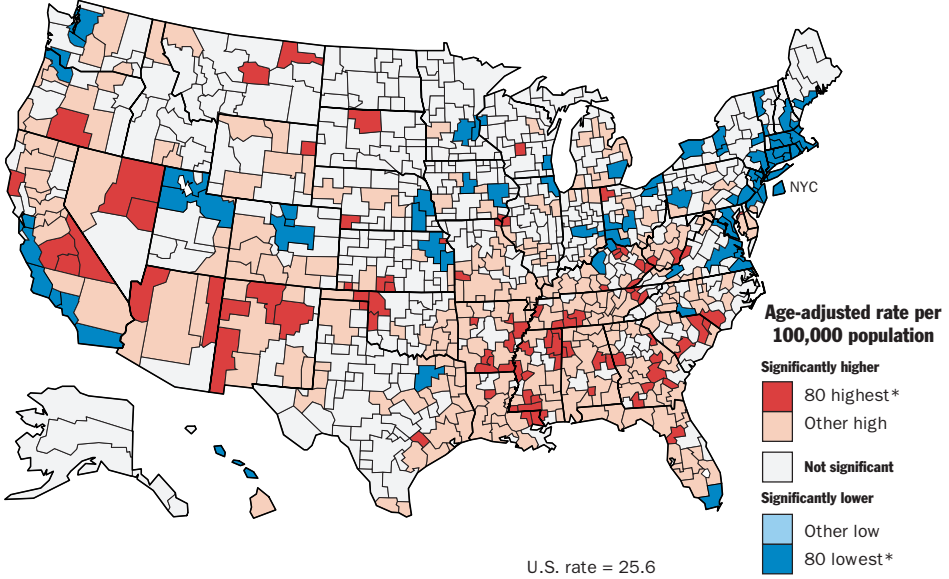 NYC
Age-adjusted rate per
100,000 population
Significantly higher
80 highest*
Other high
Not significant
Significantly lower
Other low
80 lowest*
U.S. rate = 25.6